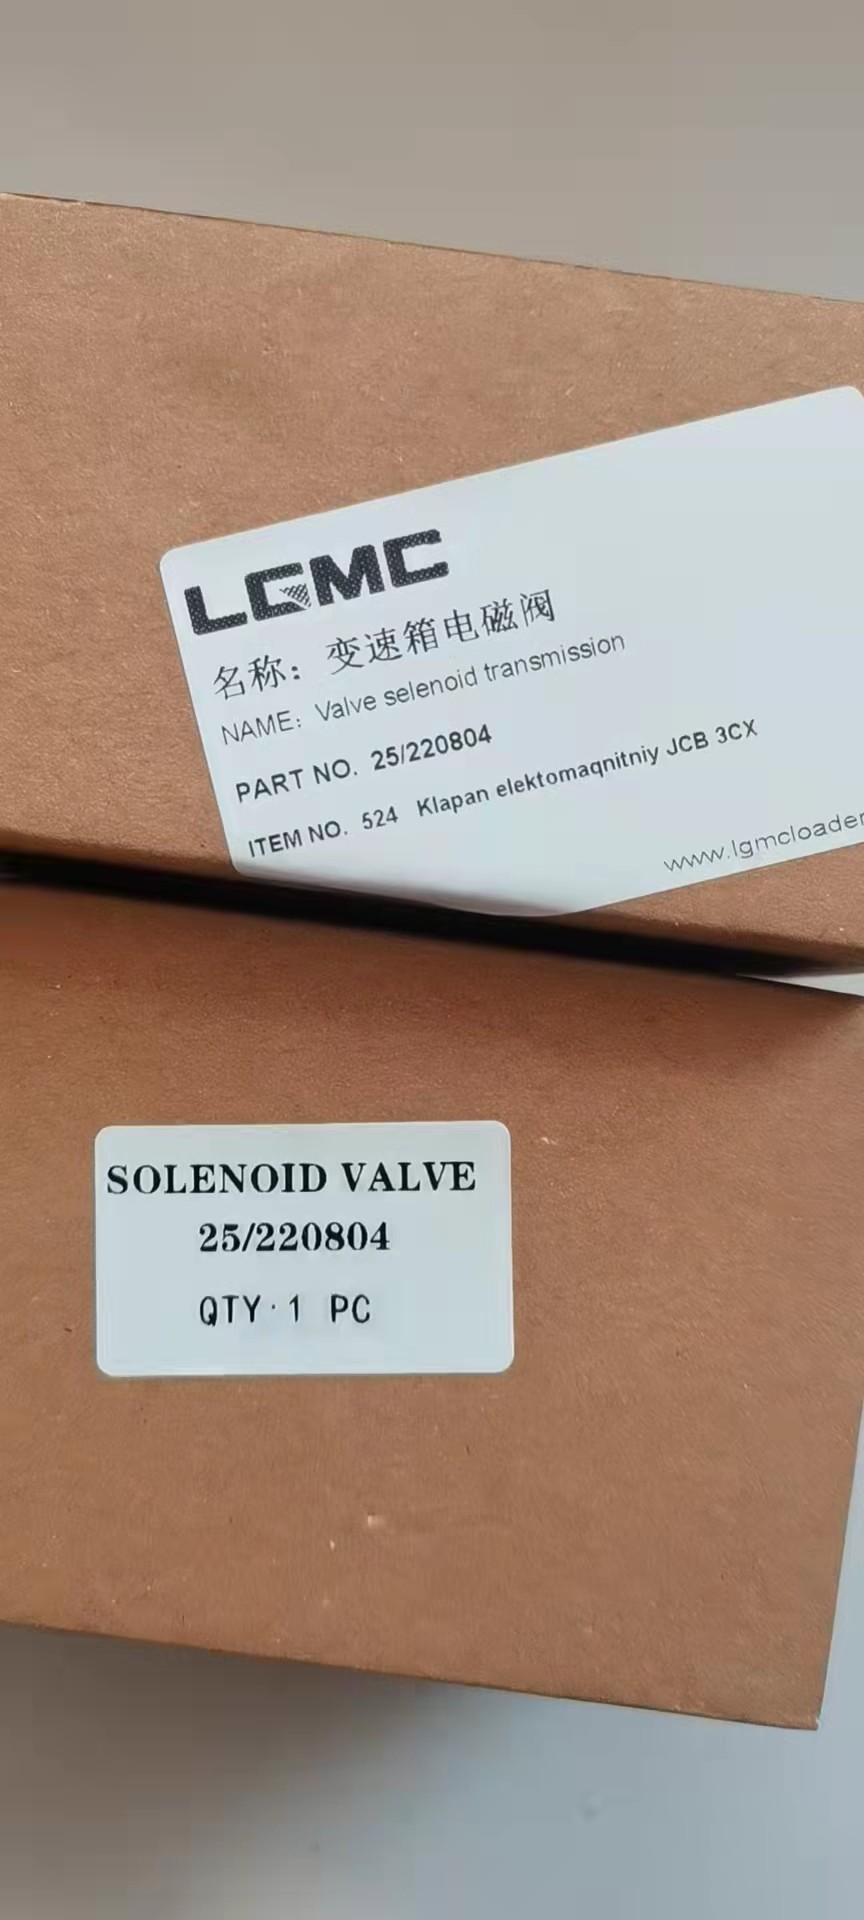 LGMC
名称：变速箱电磁阀
NAME：Valve selenoid transmission
PART NO. 25/220804
ITEM NO. 524 Klapan elektomaqnitniy JCB 3CX
www.lgmcloader
SOLENOID VALVE
25/220804
QTY·1 PC